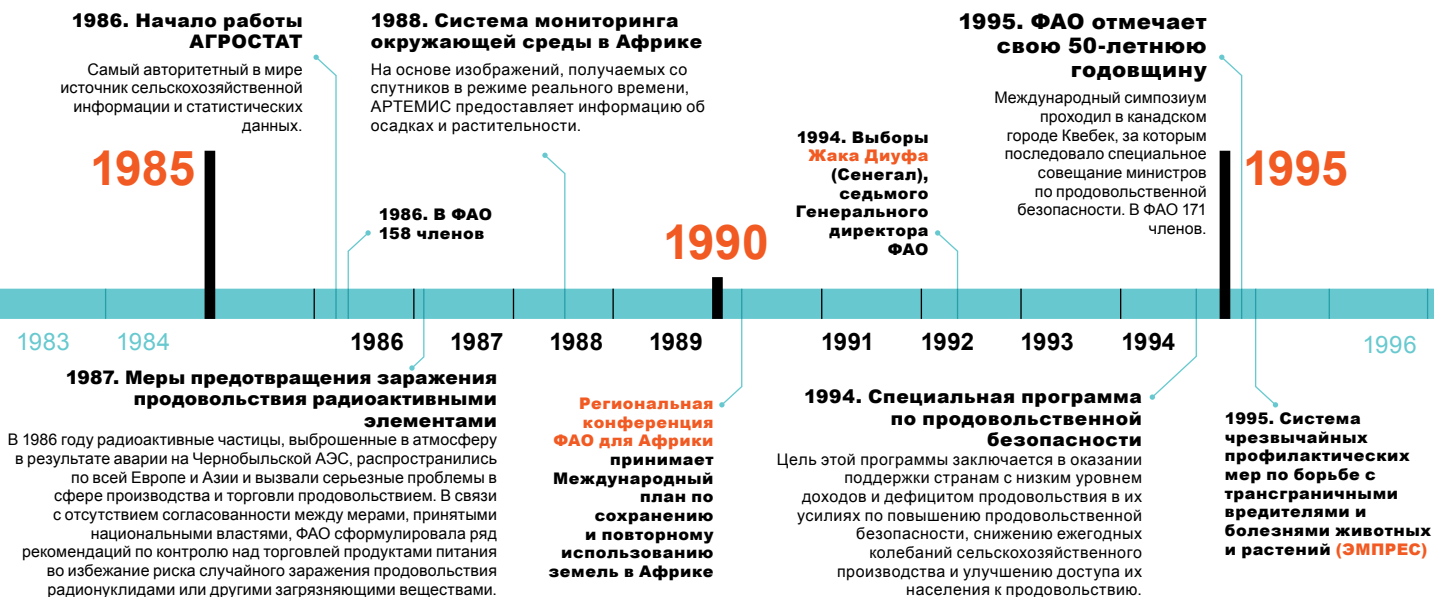 1986. Начало работы
АГРОСТАТ
Самый авторитетный в мире
источник сельскохозяйственной
информации и статистических
данных.
1988. Система мониторинга
окружающей среды в Африке
На основе изображений, получаемых со
спутников в режиме реального времени,
АРТЕМИС предоставляет информацию об
осадках и растительности.
1995. ФАО отмечает
свою 50-летнюю
годовщину
Международный симпозиум
проходил в канадском
городе Квебек, за которым
последовало специальное
совещание министров
по продовольственной
безопасности. В ФАО 171
членов.
1985
1986. В ФАО
158 членов
1990
1994. Выборы
Жака Диуфа
(Сенегал),
седьмого
Генерального
директора
ФАО
1995
1983
1984
1986
1987
1988
1989
1991
1992
1993
1994
1996
1987. Меры предотвращения заражения
продовольствия радиоактивными
элементами
В 1986 году радиоактивные частицы, выброшенные в атмосферу
в результате аварии на Чернобыльской АЭС, распространились
по всей Европе и Азии и вызвали серьезные проблемы в
сфере производства и торговли продовольствием. В связи
с отсутствием согласованности между мерами, принятыми
национальными властями, ФАО сформулировала ряд
рекомендаций по контролю над торговлей продуктами питания
во избежание риска случайного заражения продовольствия
радионуклидами или другими загрязняющими веществами.
Региональная
конференция
ФАО для Африки
принимает
Международный
план по
сохранению
и повторному
использованию
земель в Африке
1994. Специальная программа
по продовольственной
безопасности
Цель этой программы заключается в оказании
поддержки странам с низким уровнем
доходов и дефицитом продовольствия в их
усилиях по повышению продовольственной
безопасности, снижению ежегодных
колебаний сельскохозяйственного
производства и улучшению доступа их
населения к продовольствию.
1995. Система
чрезвычайных
профилактических
мер по борьбе с
трансграничными
вредителями и
болезнями животных
и растений (ЭМПРЕС)